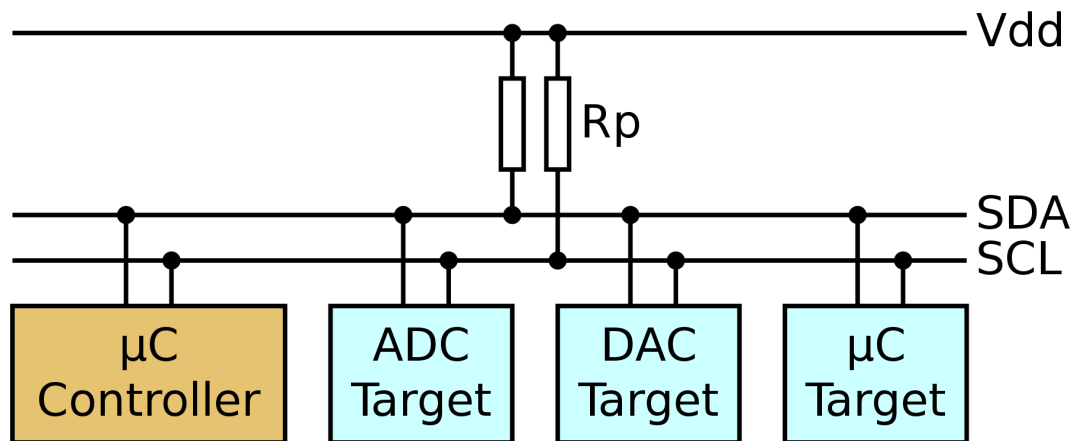 Vdd
Rp
SDA
SCL
µC
Controller
ADC
Target
DAC
Target
µC
Target